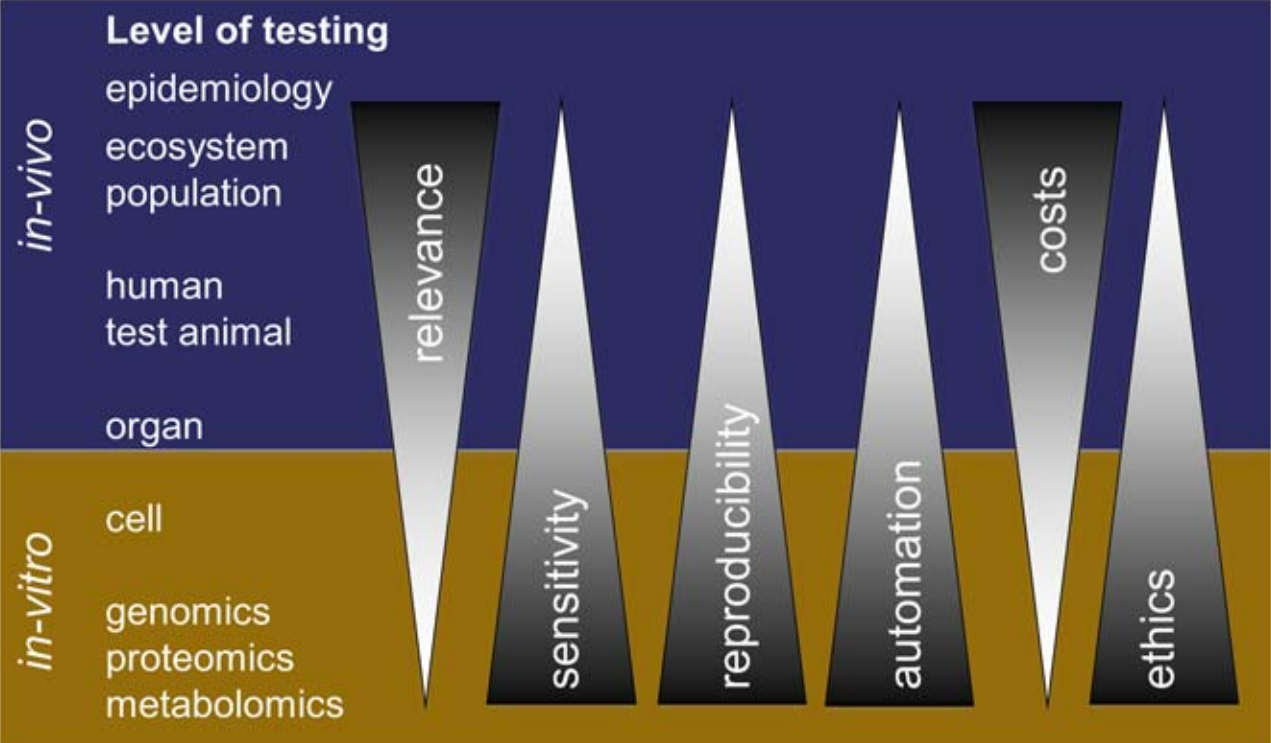 Level of testing
epidemiology
ecosystem
population
human
test animal
organ
cell
genomics
proteomics
metabolomics
in-vivo
in-vitro
relevance
sensitivity
reproducibility
automation
costs
ethics